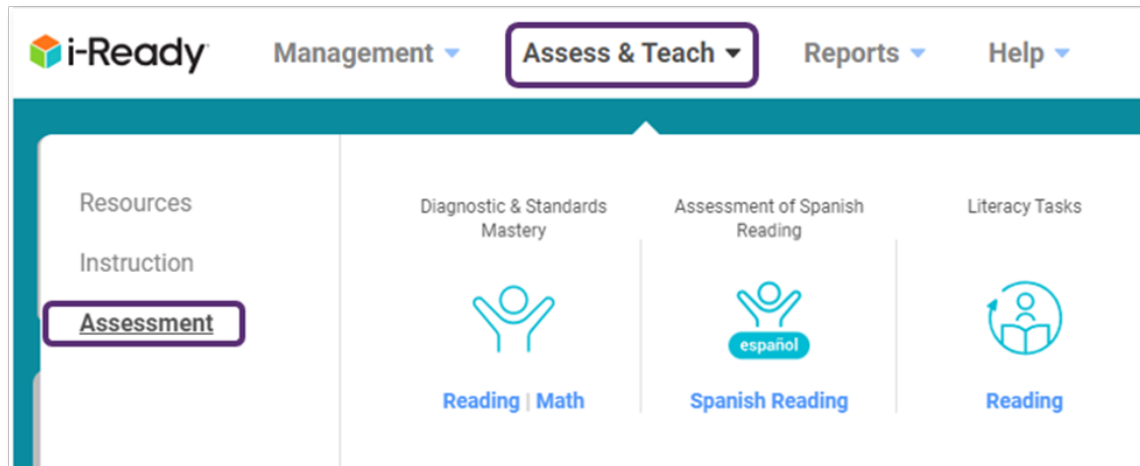 i-Ready Management Assess & Teach Reports Help
Resources
Instruction
Assessment
Diagnostic & Standards
Mastery
Reading | Math
Assessment of Spanish
Reading
español
Spanish Reading
Literacy Tasks
Reading